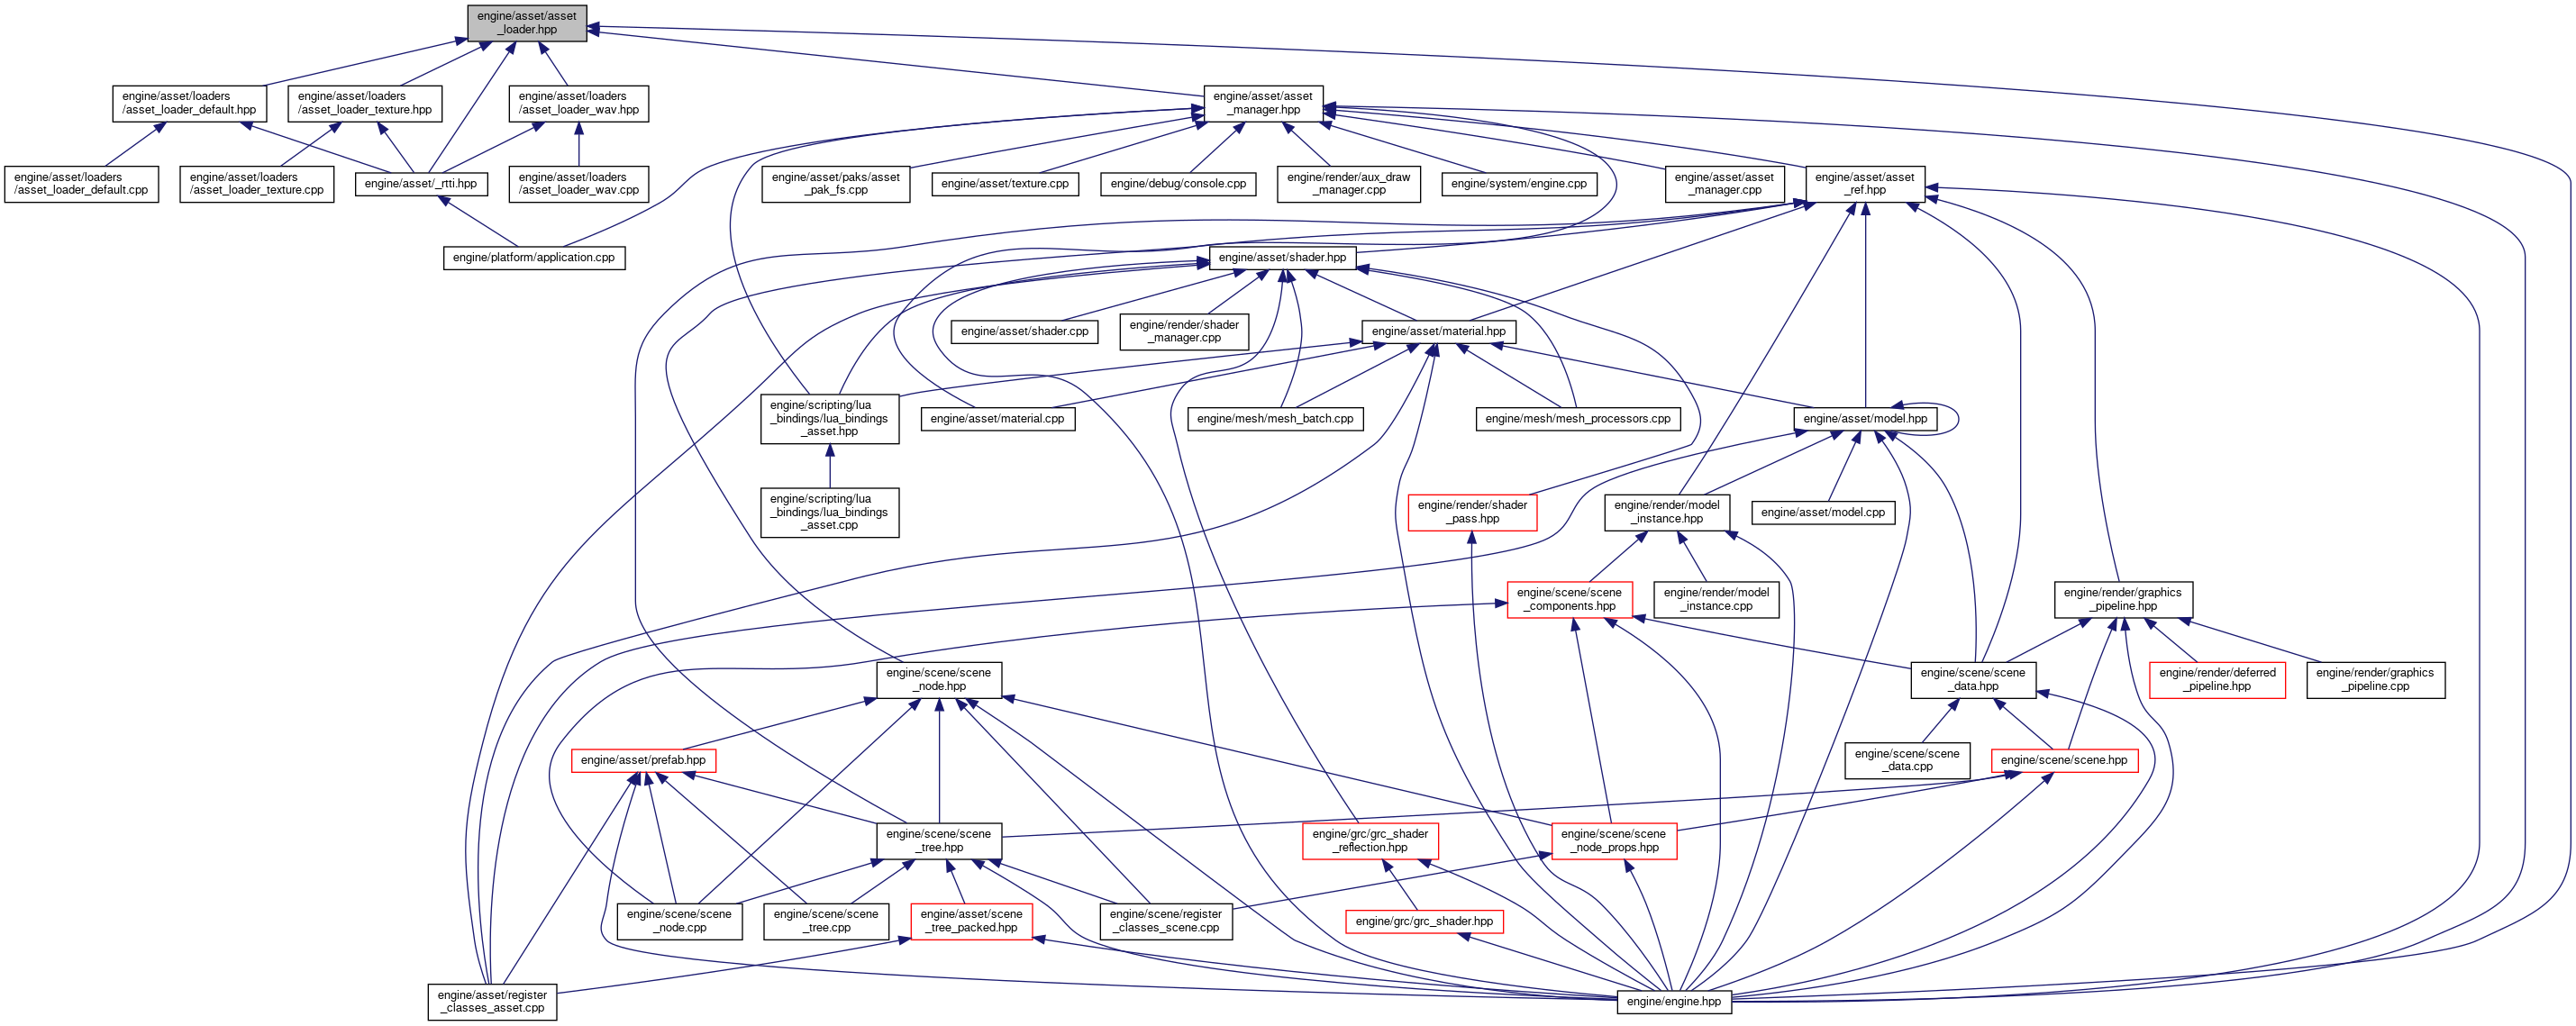 engine/asset/asset
_loader.hpp
engine/asset/loaders
/asset_loader_default.hpp
engine/asset/loaders
/asset_loader_texture.hpp
engine/asset/loaders
/asset_loader_wav.hpp
engine/asset/asset
_manager.hpp
engine/asset/loaders
/asset_loader_default.cpp
engine/asset/loaders
/asset_loader_texture.cpp
engine/asset/_rtti.hpp
engine/asset/loaders
/asset_loader_wav.cpp
engine/asset/paks/asset
_pak_fs.cpp
engine/asset/texture.cpp
engine/debug/console.cpp
engine/render/aux_draw
_manager.cpp
engine/system/engine.cpp
engine/asset/asset
_manager.cpp
engine/asset/asset
_ref.hpp
engine/platform/application.cpp
engine/asset/shader.hpp
engine/asset/shader.cpp
engine/render/shader
_manager.cpp
engine/asset/material.hpp
engine/scripting/lua
_bindings/lua_bindings
_asset.hpp
engine/asset/material.cpp
engine/mesh/mesh_batch.cpp
engine/mesh/mesh_processors.cpp
engine/asset/model.hpp
engine/scripting/lua
_bindings/lua_bindings
_asset.cpp
engine/render/shader
_pass.hpp
engine/render/model
_instance.hpp
engine/asset/model.cpp
engine/scene/scene
_components.hpp
engine/render/model
_instance.cpp
engine/render/graphics
_pipeline.hpp
engine/scene/scene
_node.hpp
engine/scene/scene
_data.hpp
engine/render/deferred
_pipeline.hpp
engine/render/graphics
_pipeline.cpp
engine/asset/prefab.hpp
engine/scene/scene
_data.cpp
engine/scene/scene.hpp
engine/scene/scene
_tree.hpp
engine/grc/grc_shader
_reflection.hpp
engine/scene/scene
_node_props.hpp
engine/scene/scene
_node.cpp
engine/scene/scene
_tree.cpp
engine/asset/scene
_tree_packed.hpp
engine/scene/register
_classes_scene.cpp
engine/grc/grc_shader.hpp
engine/asset/register
_classes_asset.cpp
engine/engine.hpp